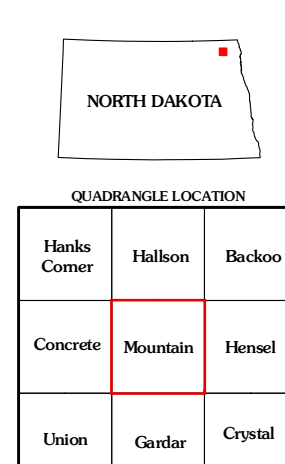 NORTH DAKOTA
QUADRANGLE LOCATION
Hanks
Corner
Hallson
Backoo
Concrete
Mountain
Hensel
Union
Gardar
Crystal